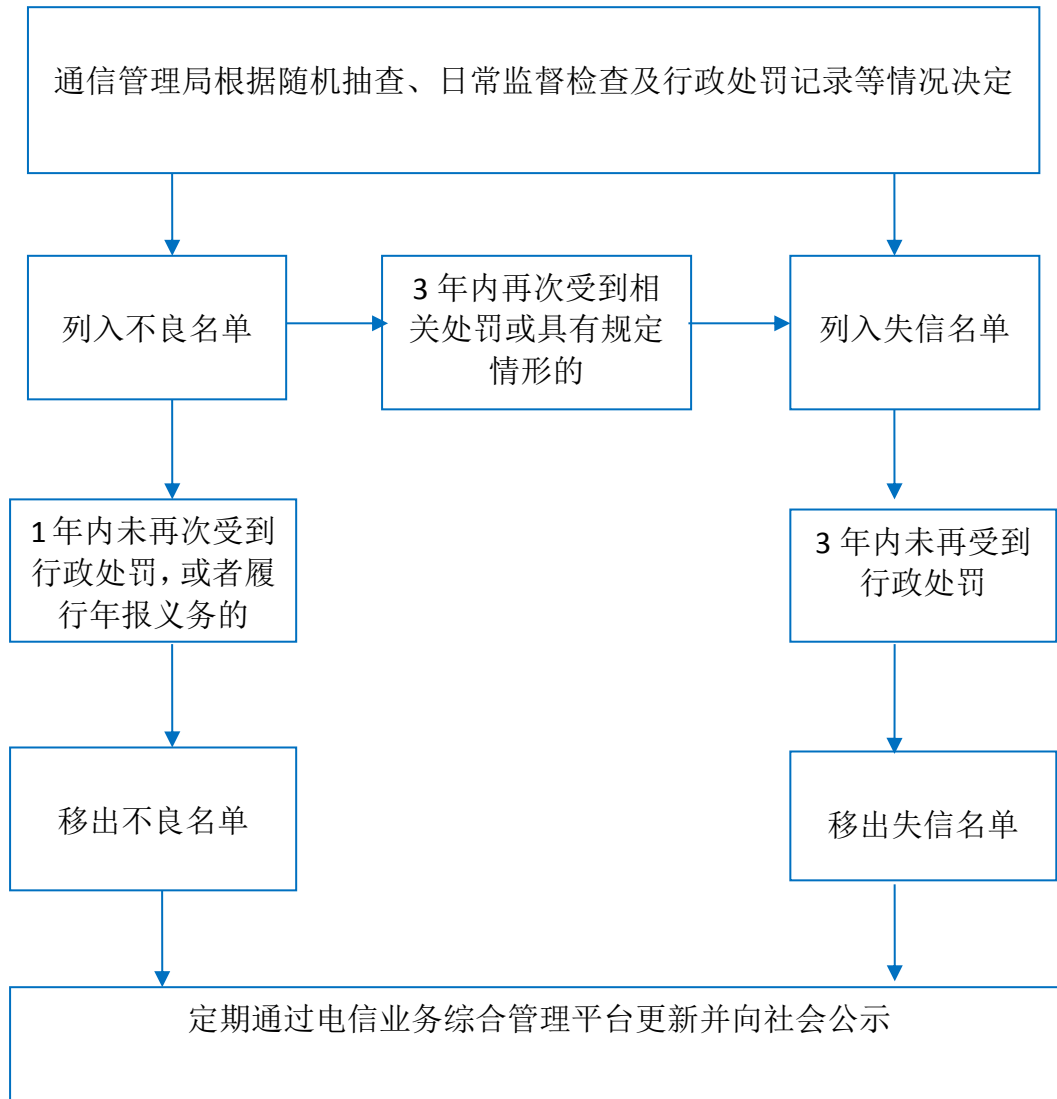 通信管理局根据随机抽查、日常监督检查及行政处罚记录等情况决定
列入不良名单
3 年内再次受到相
关处罚或具有规定
情形的
列入失信名单
1 年内未再次受到
行政处罚，或者履
行年报义务的
3 年内未再受到
行政处罚
移出不良名单
移出失信名单
定期通过电信业务综合管理平台更新并向社会公示